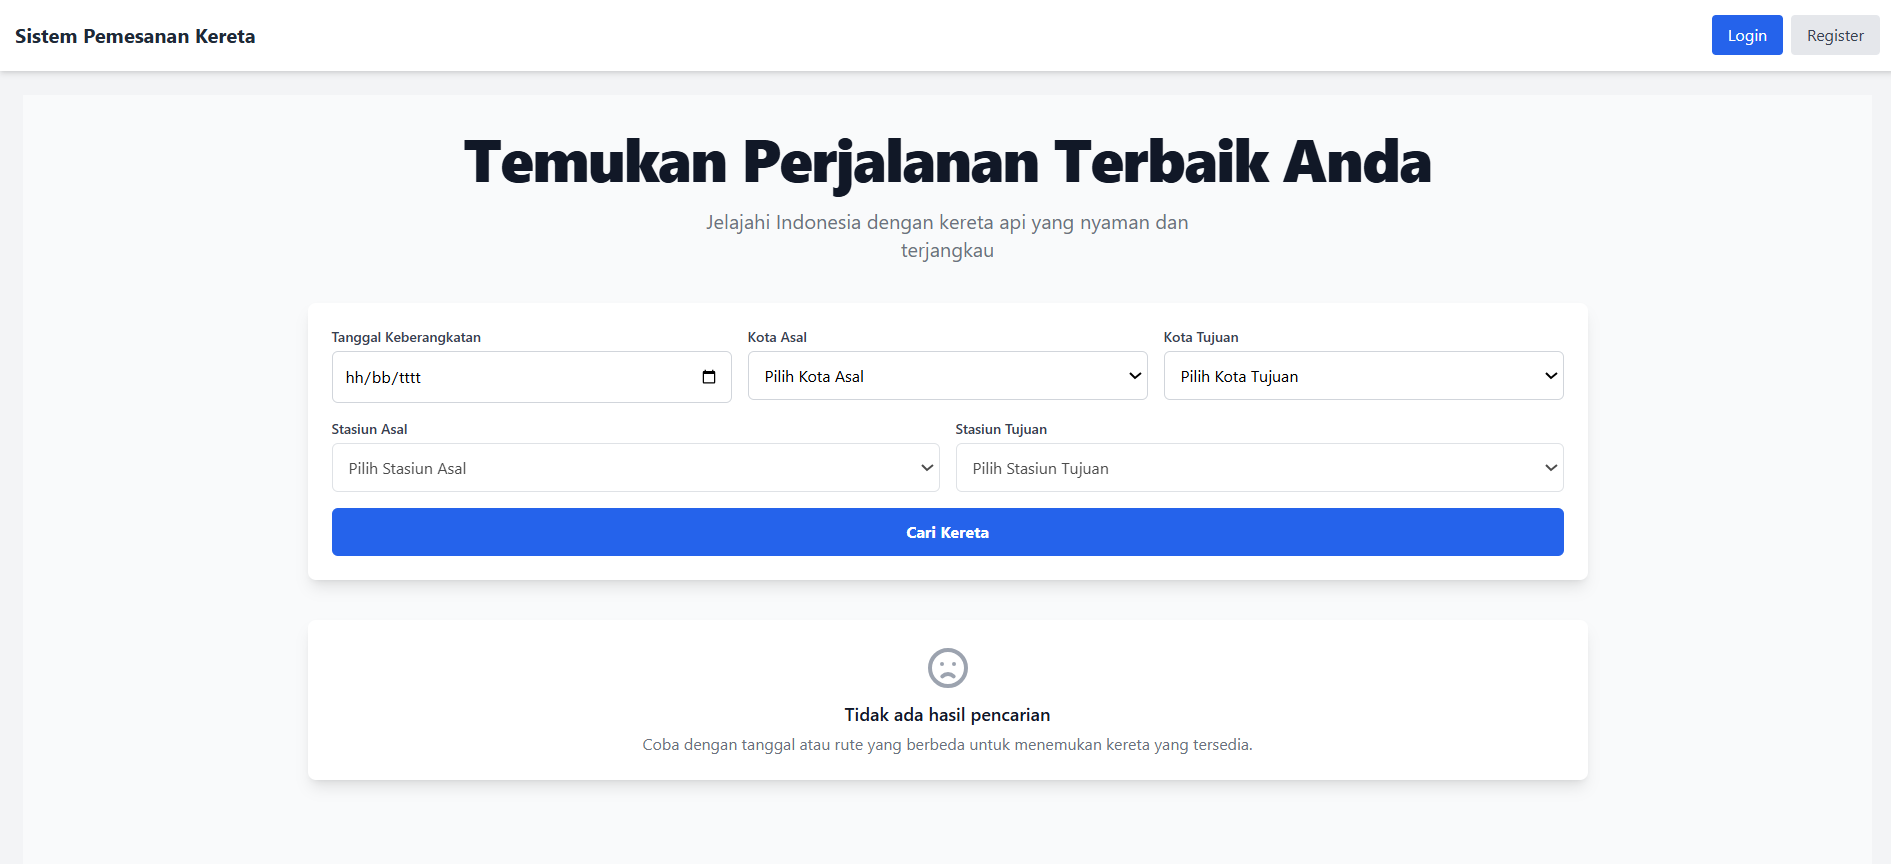 Sistem Pemesanan Kereta
Login
Register
Temukan Perjalanan Terbaik Anda
Jelajahi Indonesia dengan kereta api yang nyaman dan
terjangkau
Tanggal Keberangkatan
Kota Asal
Kota Tujuan
hh/bb/tttt
Pilih Kota Asal
Pilih Kota Tujuan
Stasiun Asal
Stasiun Tujuan
Pilih Stasiun Asal
Pilih Stasiun Tujuan
Cari Kereta
Tidak ada hasil pencarian
Coba dengan tanggal atau rute yang berbeda untuk menemukan kereta yang tersedia.